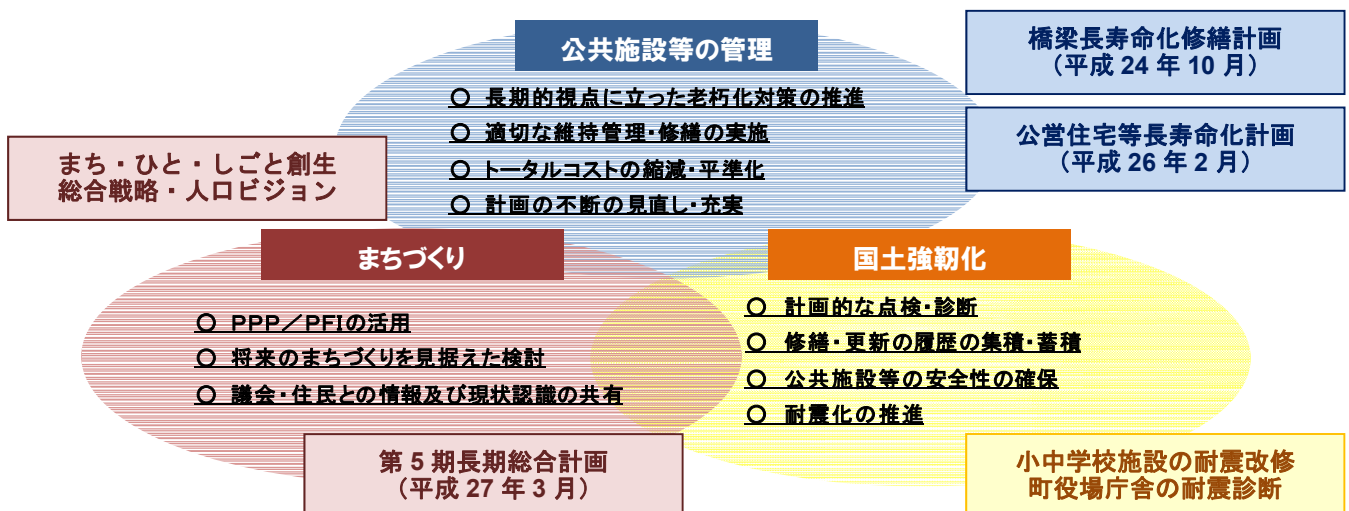 公共施設等の管理
○ 長期的視点に立った老朽化対策の推進
○ 適切な維持管理・修繕の実施
○ トータルコストの縮減・平準化
○ 計画の不断の見直し・充実
橋梁長寿命化修繕計画
（平成 24 年 10 月）
公営住宅等長寿命化計画
（平成 26 年 2 月）
まち・ひと・しごと創生
総合戦略・人口ビジョン
まちづくり
○ PPP／PFIの活用
○ 将来のまちづくりを見据えた検討
○ 議会・住民との情報及び現状認識の共有
第 5 期長期総合計画
（平成 27 年 3 月）
国土強靭化
○ 計画的な点検・診断
○ 修繕・更新の履歴の集積・蓄積
○ 公共施設等の安全性の確保
○ 耐震化の推進
小中学校施設の耐震改修
町役場庁舎の耐震診断